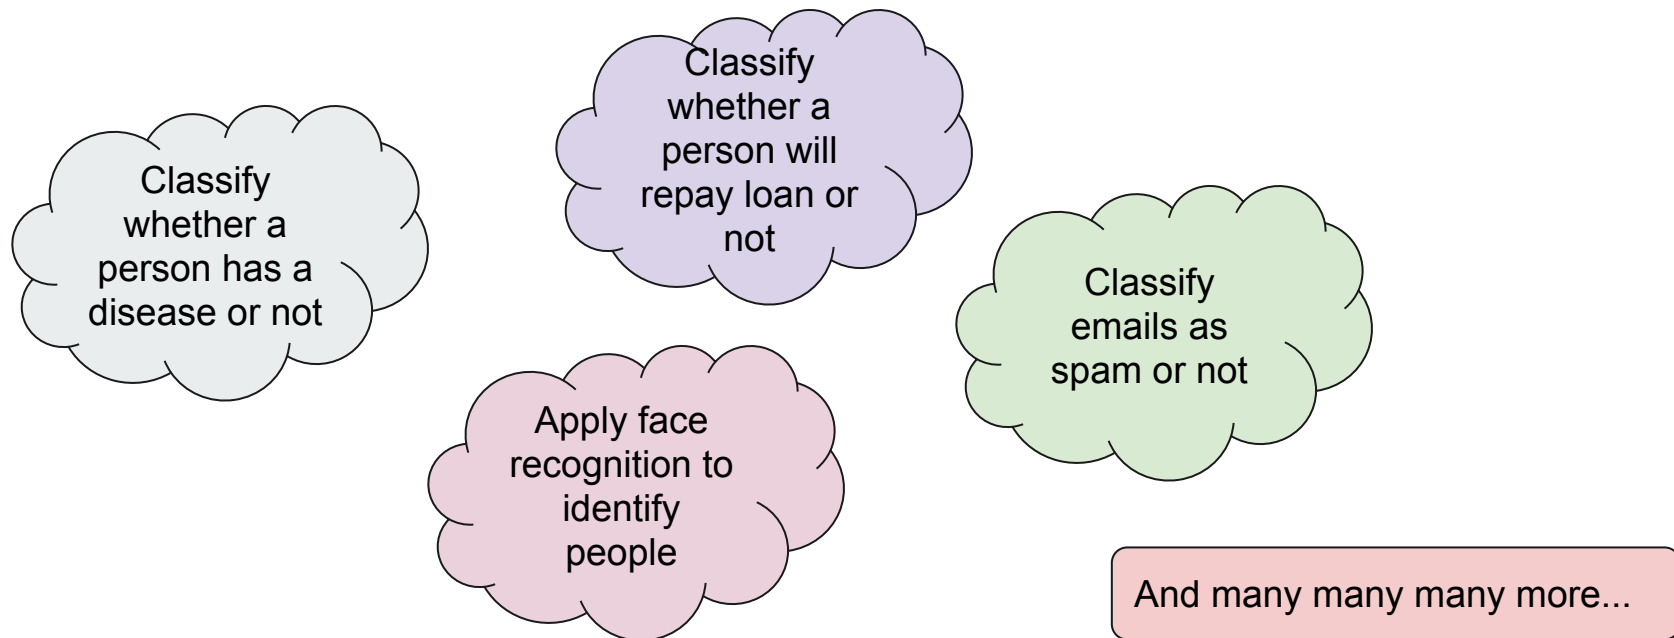 Classify
whether a
person has a
disease or not
Classify
whether a
person will
repay loan or
not
Classify
emails as
spam or not
Apply face
recognition to
identify
people
And many many many more...